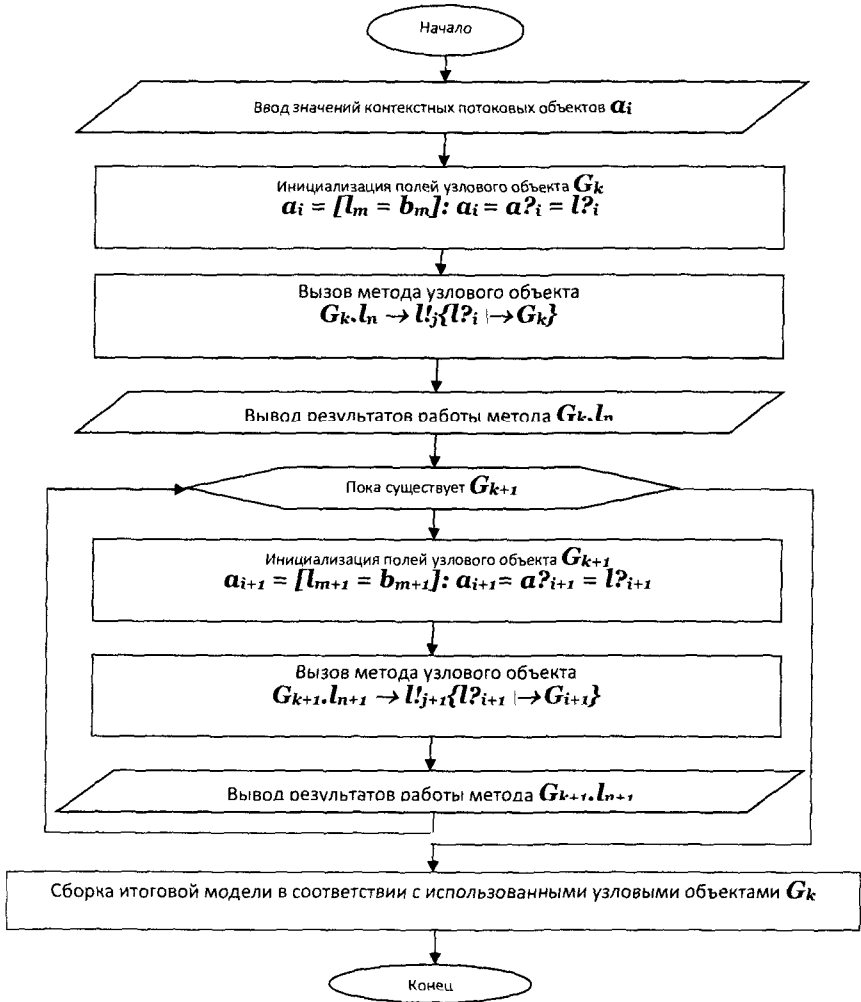 Начало
Ввод значений контекстных потоковых объектов ai
Инициализация полей узлового объекта Gk
ai = [lm = bm]: ai = a?i = l?i
Вызов метода узлового объекта
Gk.ln → l!j{l?i |→ Gk}
Вывод результатов работы метода Gk.ln
Пока существует Gk+1
Инициализация полей узлового объекта Gk+1
ai+1 = [lm+1 = bm+1]: ai+1= a?i+1 = l?i+1
Вызов метода узлового объекта
Gk+1.ln+1 → l!j+1{l?i+1 |→ Gi+1}
Вывод результатов работы метода Gk+1.ln+1
Сборка итоговой модели в соответствии с использованными узловыми объектами Gk
Конец